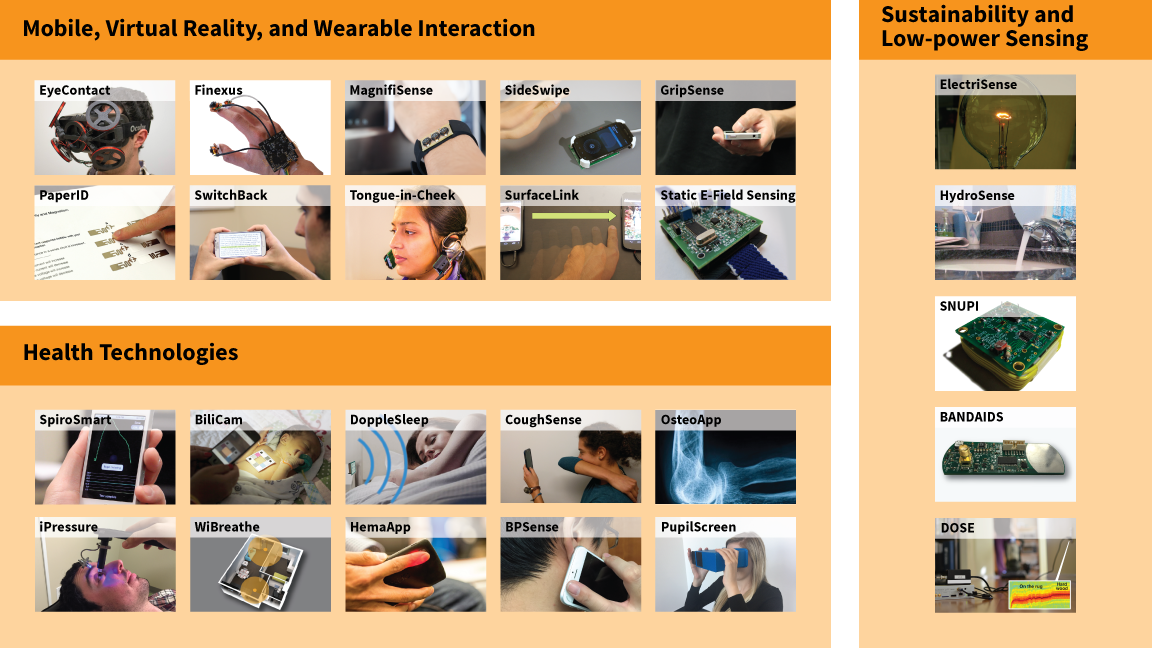 Mobile, Virtual Reality, and Wearable Interaction
EyeContact
Finexus
MagnifiSense
SideSwipe
GripSense
PaperID
SwitchBack
Tongue-in-Cheek
SurfaceLink
Static E-Field Sensing
Health Technologies
SpiroSmart
BiliCam
DoppleSleep
CoughSense
OsteoApp
iPressure
WiBreathe
HemaApp
BPSense
PupilScreen
Sustainability and
Low-power Sensing
ElectriSense
HydroSense
SNUPI
BANDAIDS
DOSE
On the rug
Hard
wood